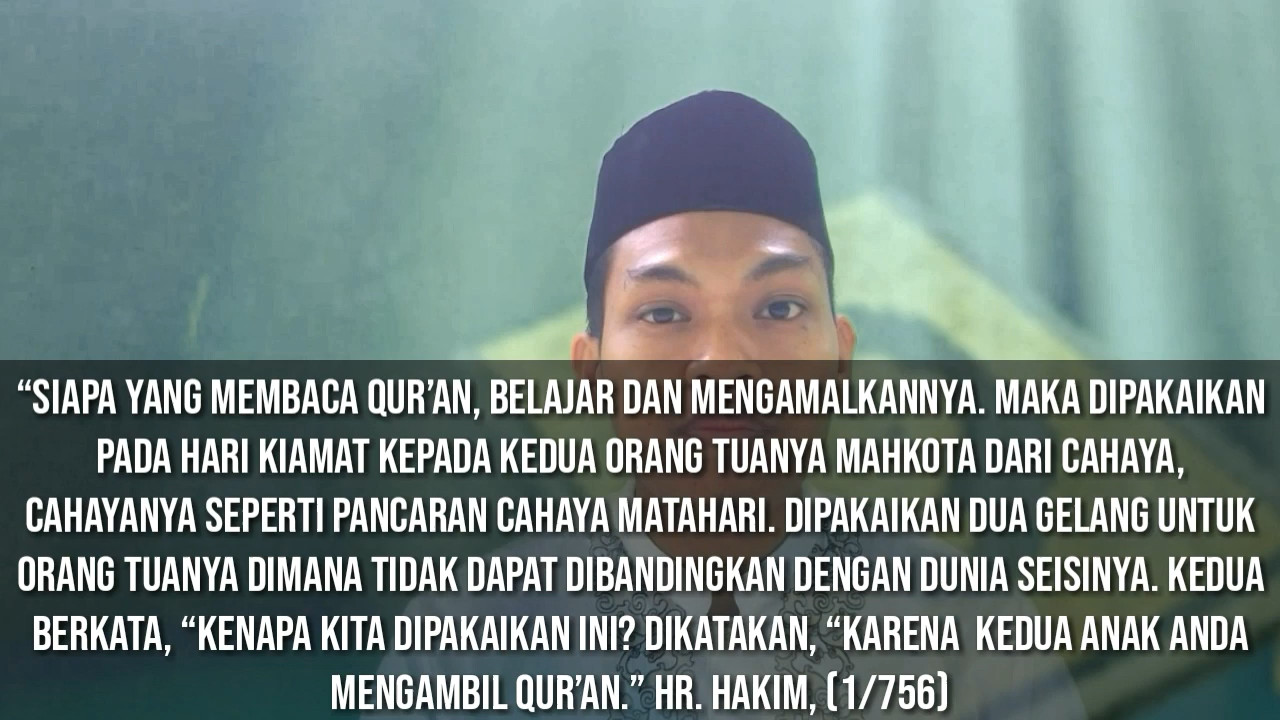 “SIAPA YANG MEMBACA QUR’AN, BELAJAR DAN MENGAMALKANNYA. MAKA DIPAKAIKAN
PADA HARI KIAMAT KEPADA KEDUA ORANG TUANYA MAHKOTA DARI CAHAYA,
CAHAYANYA SEPERTI PANCARAN CAHAYA MATAHARI. DIPAKAIKAN DUA GELANG UNTUK
ORANG TUANYA DIMANA TIDAK DAPAT DIBANDINGKAN DENGAN DUNIA SEISINYA. KEDUA
BERKATA, “KENAPA KITA DIPAKAIKAN INI? DIKATAKAN, “KARENA  KEDUA ANAK ANDA
MENGAMBIL QUR’AN.” HR. HAKIM, (1/756)